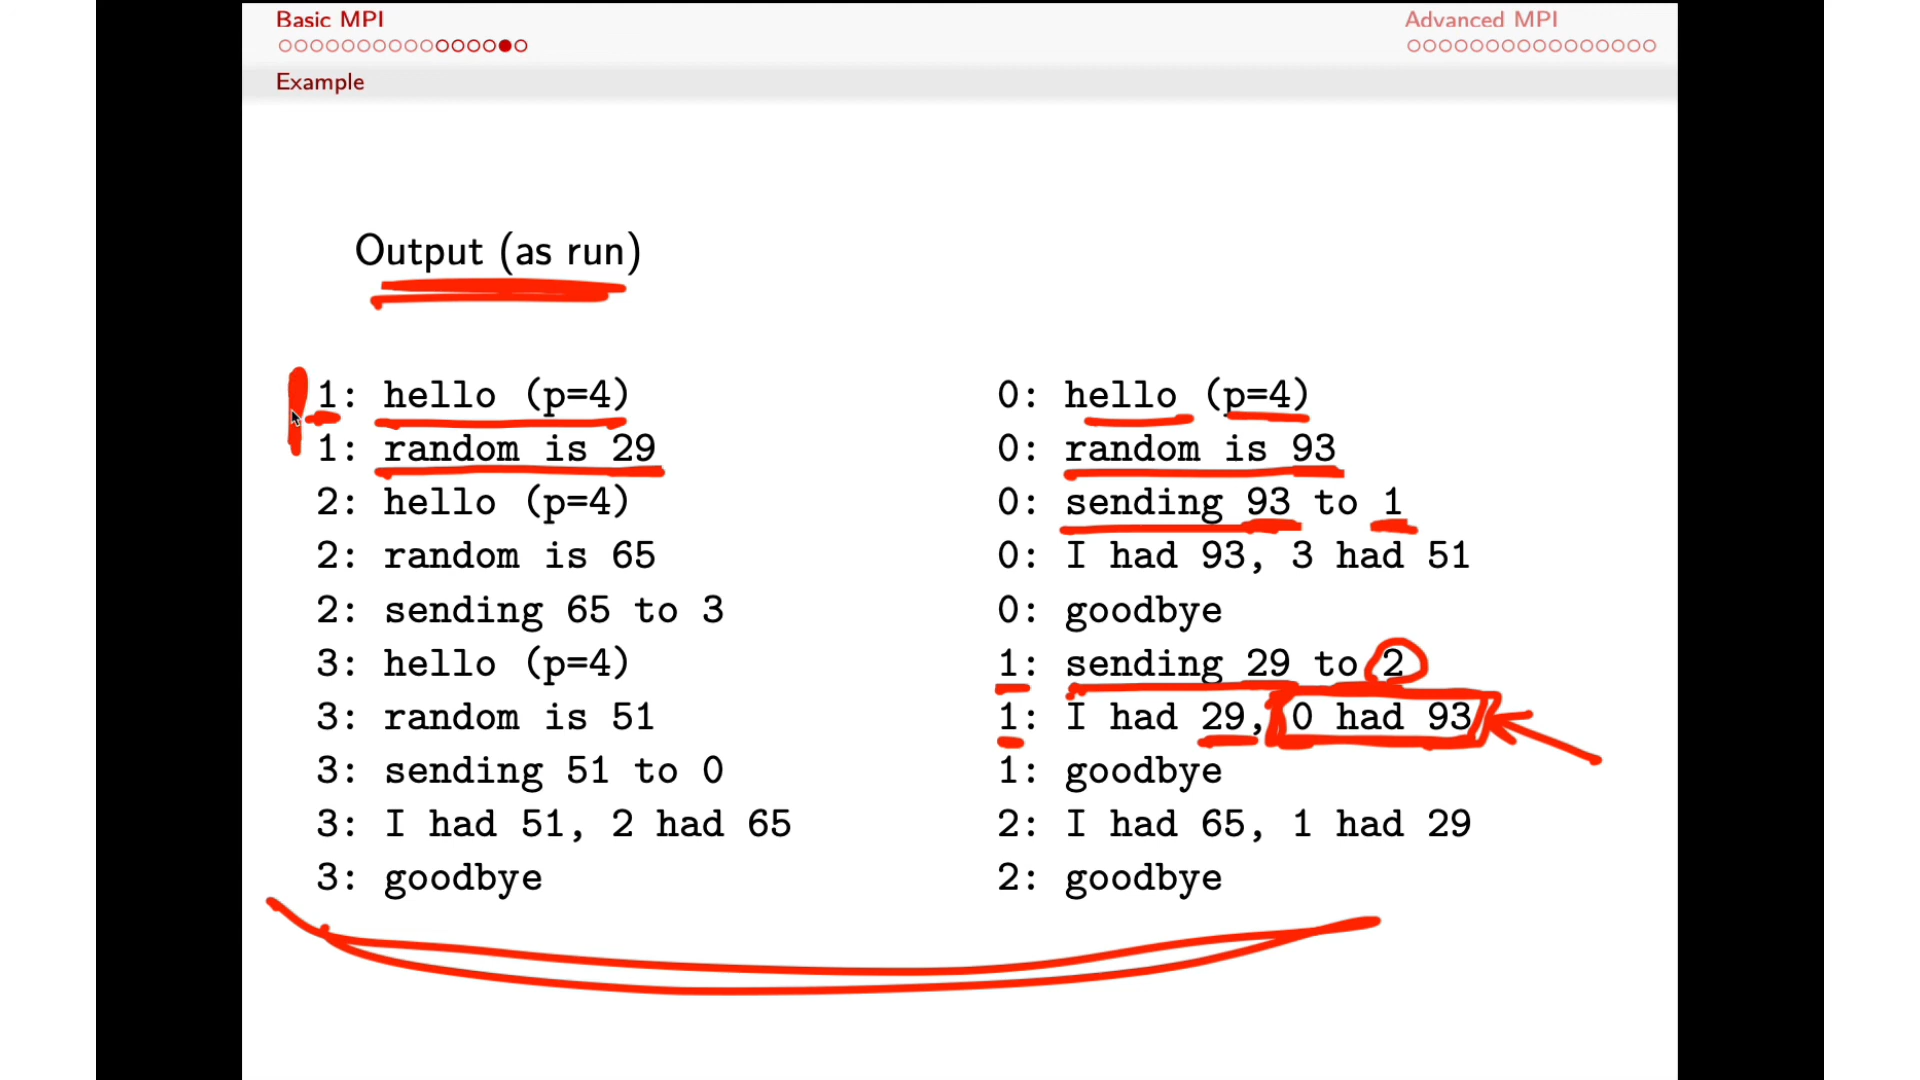 Basic MPI
Advanced MPI
Example
Output (as run)
1: hello (p=4)
1: random is 29
2: hello (p=4)
2: random is 65
2: sending 65 to 3
3: hello (p=4)
3: random is 51
3: sending 51 to 0
3: I had 51, 2 had 65
3: goodbye
0: hello (p=4)
0: random is 93
0: sending 93 to 1
0: I had 93, 3 had 51
0: goodbye
1: sending 29 to 2
1: I had 29, 0 had 93
1: goodbye
2: I had 65, 1 had 29
2: goodbye